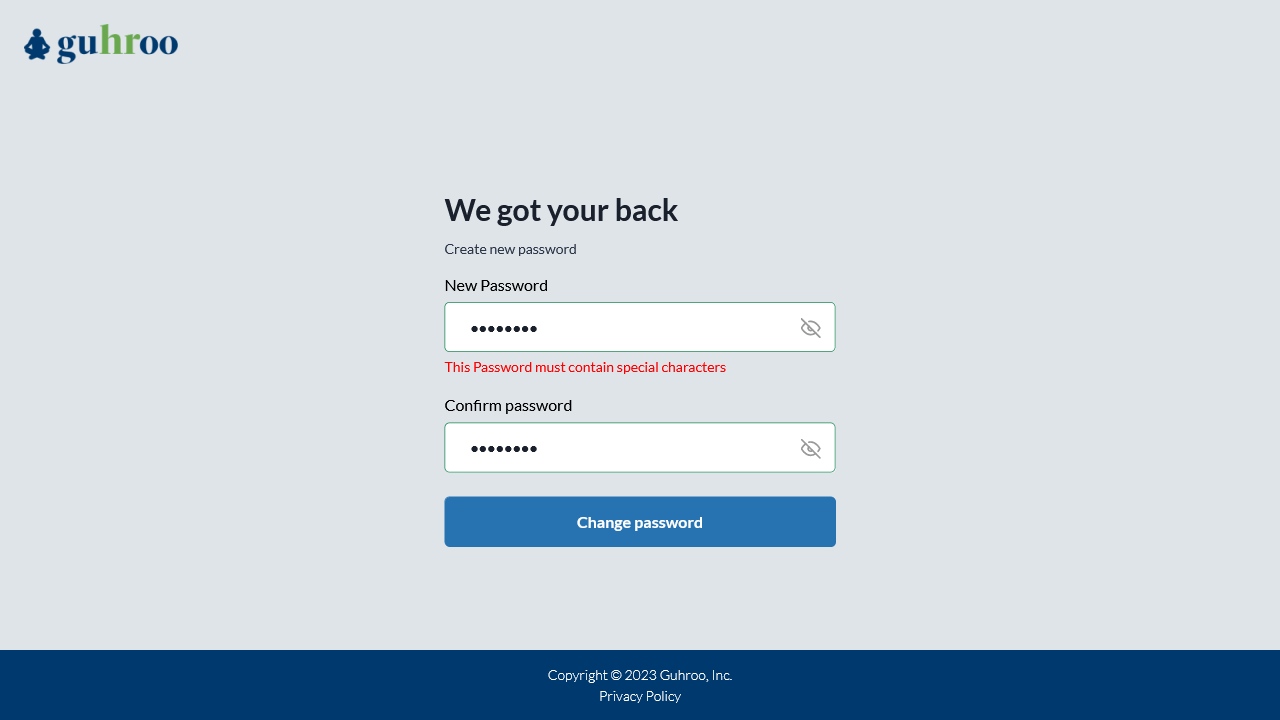 guhroo
We got your back
Create new password
New Password
••••••••
This Password must contain special characters
Confirm password
••••••••
Change password
Copyright © 2023 Guhroo, Inc.
Privacy Policy